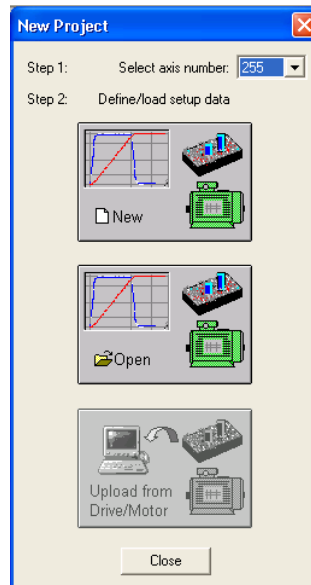 New Project
Step 1: Select axis number: 255
Step 2: Define/load setup data
New
Open
Upload from
Drive/Motor
Close